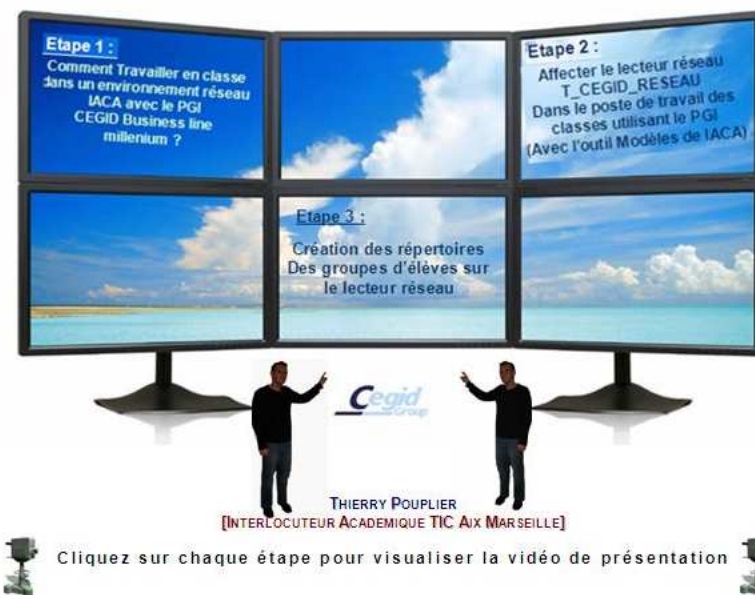 Etape 1 :
Comment Travailler en classe
dans un environnement réseau
IACA avec le PGI
CEGID Business line
millenium ?
Etape 2 :
Affecter le lecteur réseau
T_CEGID_RESEAU
Dans le poste de travail des
classes utilisant le PGI
(Avec l'outil Modèles de IACA)
Etape 3 :
Création des répertoires
Des groupes d'élèves sur
le lecteur réseau
Cegid
Group
THIERRY POUPLIER
[INTERLOCUTEUR ACADEMIQUE TIC AIX MARSEILLE]
Cliquez sur chaque étape pour visualiser la vidéo de présentation